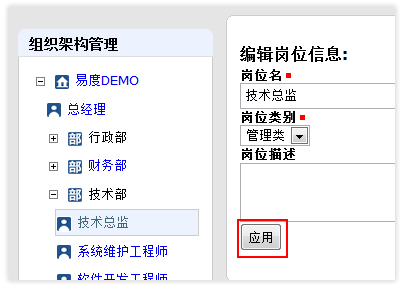 组织架构管理
易度DEMO
总经理
部 行政部
部 财务部
部 技术部
技术总监
系统维护工程师
软件开发工程师
编辑岗位信息:
岗位名
技术总监
岗位类别
管理类
岗位描述
应用